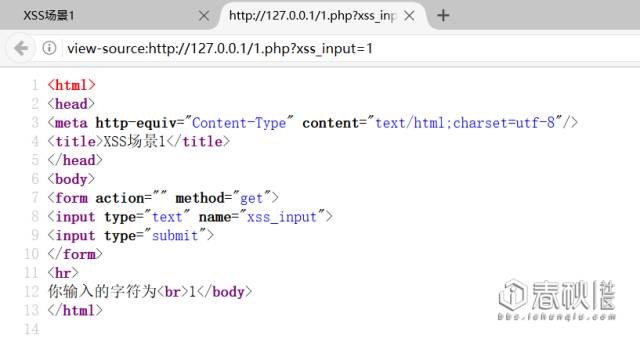 XSS场景1
http://127.0.0.1/1.php?xss_inp
view-source:http://127.0.0.1/1.php?xss_input=1
1 <html>
2 <head>
3 <meta http-equiv="Content-Type" content="text/html;charset=utf-8"/>
4 <title>XSS场景1</title>
5 </head>
6 <body>
7 <form action="" method="get">
8 <input type="text" name="xss_input">
9 <input type="submit">
10 </form>
11 <hr>
12 你输入的字符为<br>1</body>
13 </html>
14
春秋社区
bbs.ichunqiu.com